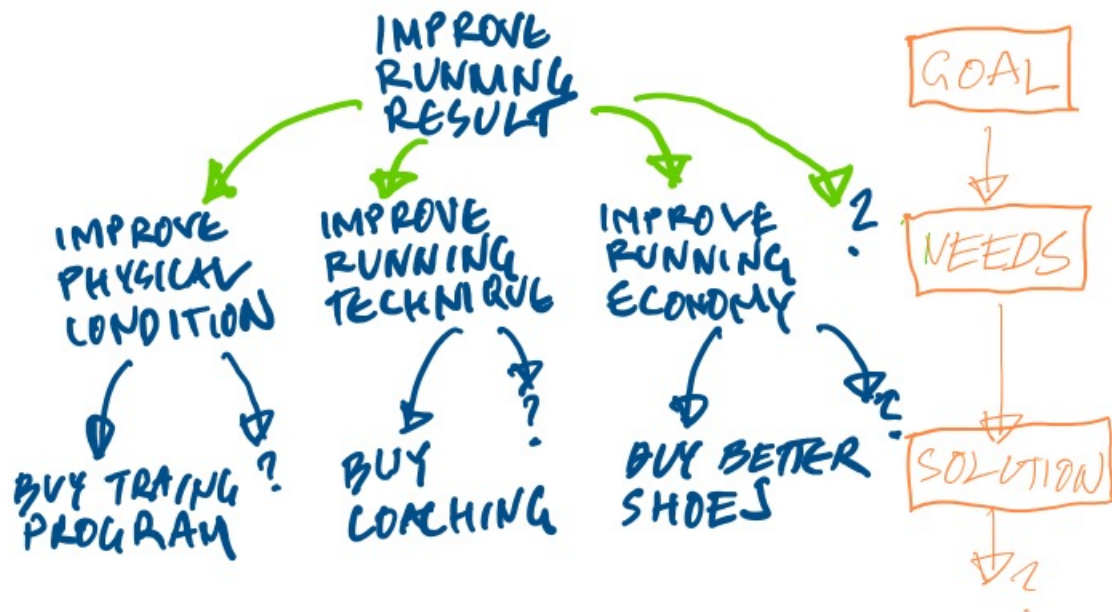 IMPROVE
RUNNING
RESULT
GOAL
IMPROVE
PHYSICAL
CONDITION
IMPROVE
RUNNING
TECHNIQUE
IMPROVE
RUNNING
ECONOMY
?
NEEDS
BUY TRAING
PROGRAM
?
BUY
COACHING
?
BUY BETTER
SHOES
?
SOLUTION
?